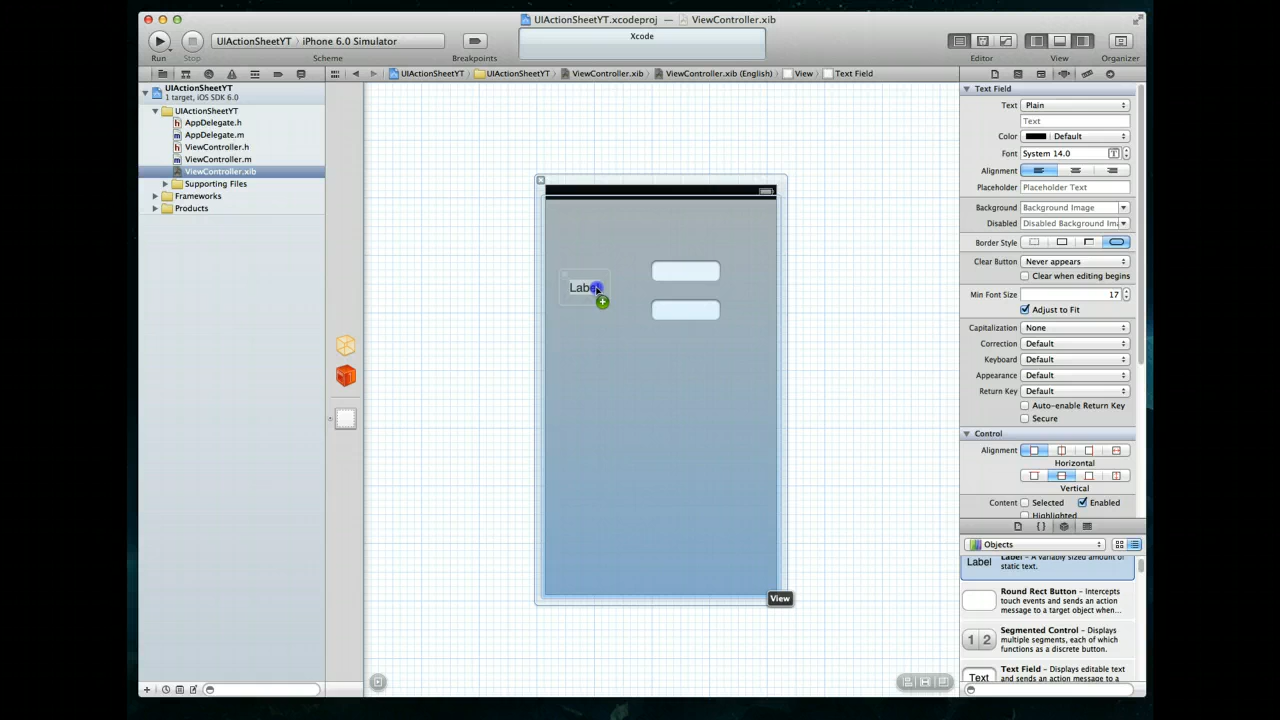 UIActionSheetYT.xcodeproj — ViewController.xib
Run
Stop
UIActionSheetYT
iPhone 6.0 Simulator
Scheme
Breakpoints
Xcode
Editor
View
Organizer
UIActionSheetYT
UIActionSheetYT
ViewController.xib
ViewController.xib (English)
View
Text Field
UIActionSheetYT
1 target, iOS SDK 6.0
UIActionSheetYT
AppDelegate.h
AppDelegate.m
ViewController.h
ViewController.m
ViewController.xib
Supporting Files
Frameworks
Products
Label
View
Text Field
Text Plain
Text
Color Default
Font System 14.0
Alignment
Placeholder Placeholder Text
Background Background Image
Disabled Disabled Background Ima
Border Style
Clear Button Never appears
Clear when editing begins
Min Font Size 17
Adjust to Fit
Capitalization None
Correction Default
Keyboard Default
Appearance Default
Return Key Default
Auto-enable Return Key
Secure
Control
Alignment
Horizontal
Vertical
Content Selected Enabled
Highlighted
Objects
Label
Label – A variably sized amount of
static text.
Round Rect Button – Intercepts
touch events and sends an action
message to a target object when...
1 2
Segmented Control – Displays
multiple segments, each of which
functions as a discrete button.
Text
Text Field – Displays editable text
and sends an action message to a